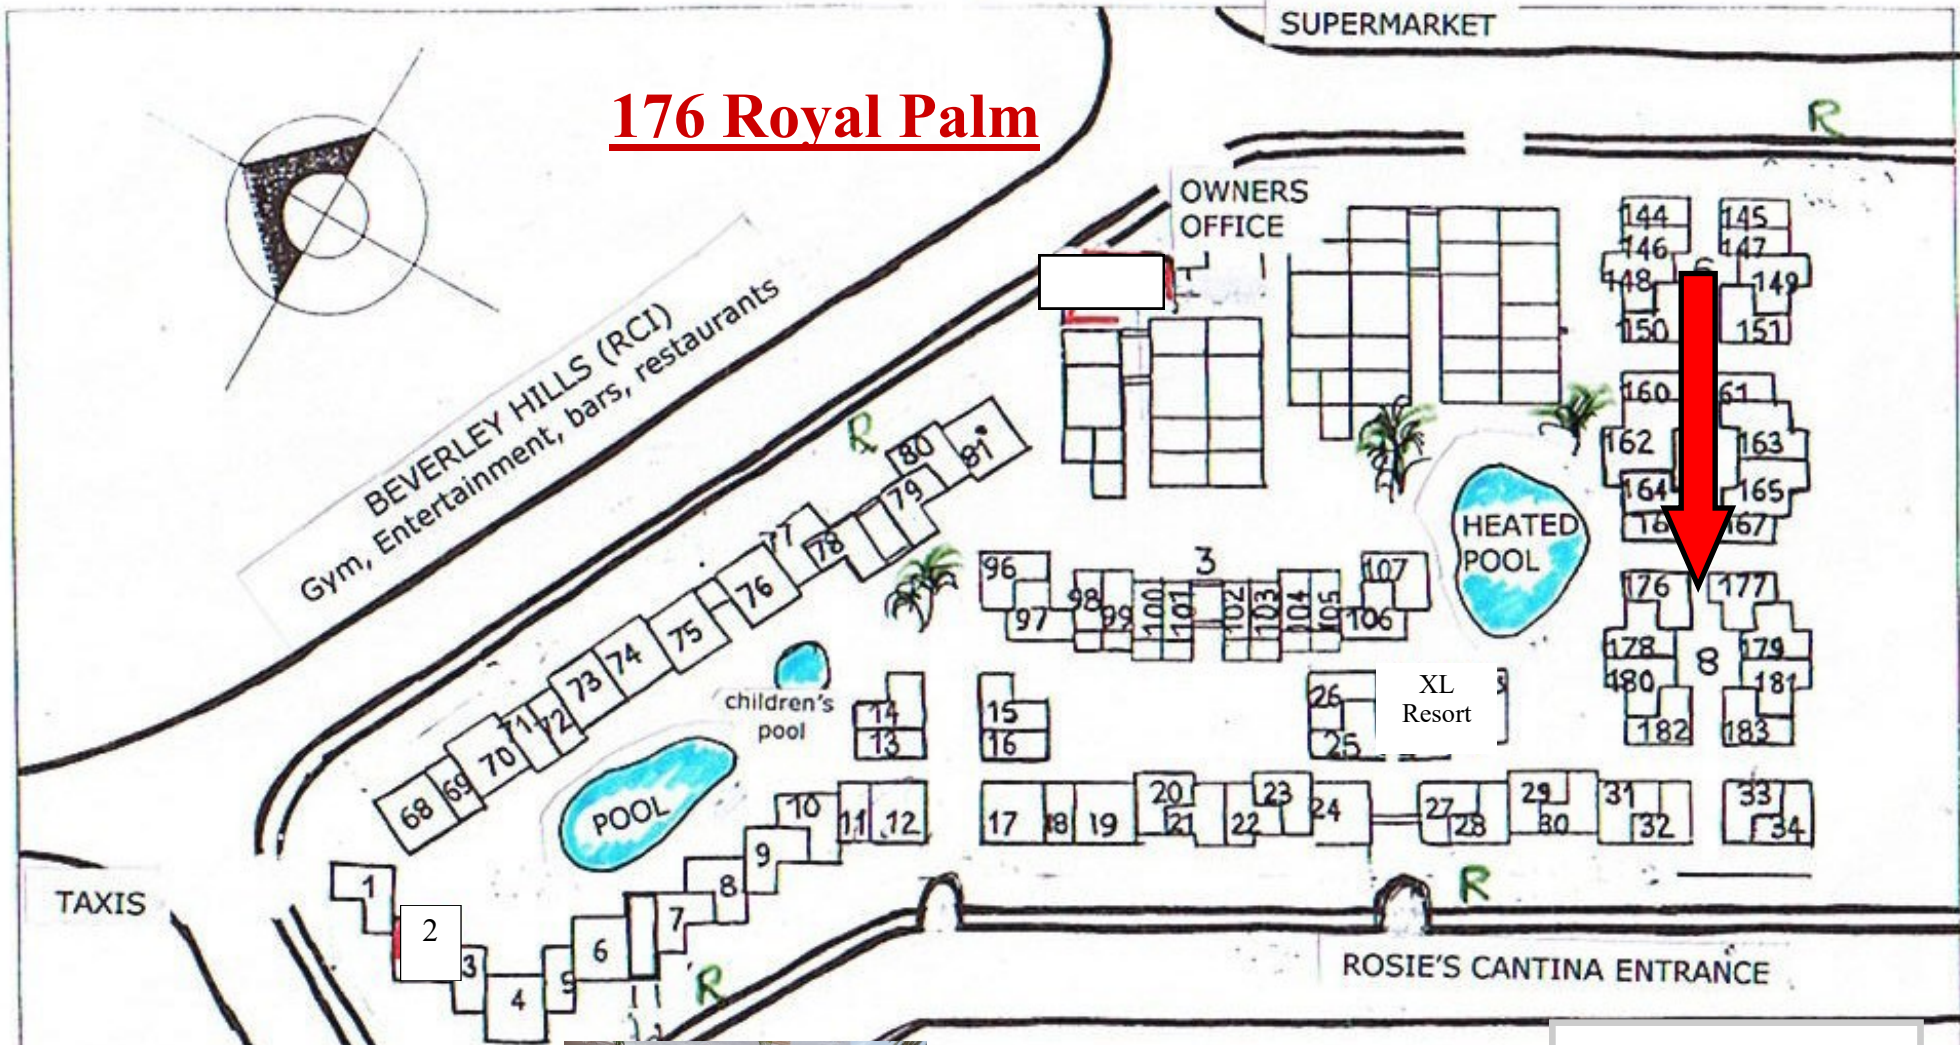 SUPERMARKET
176 Royal Palm
R
OWNERS
OFFICE
BEVERLEY HILLS (RCI)
Gym, Entertainment, bars, restaurants
144 145
146 147
148 149
150 151
160 61
162 163
164 165
16 167
R
80 81
79
77 78
76
75
74
73
72
71
70
69
68
HEATED
POOL
3
96 107
97 98 99 100 101 102 103 104 105 106
176 177
178 179
8
180 181
182 183
children's
pool
POOL
14 15
13 16
26
25
XL
Resort
10 11 12
17 18 19 20 21 22 23 24
27 28 29 30 31 32 33 34
9
8
7
6
5
4
3
2
1
TAXIS
R
R
ROSIE'S CANTINA ENTRANCE